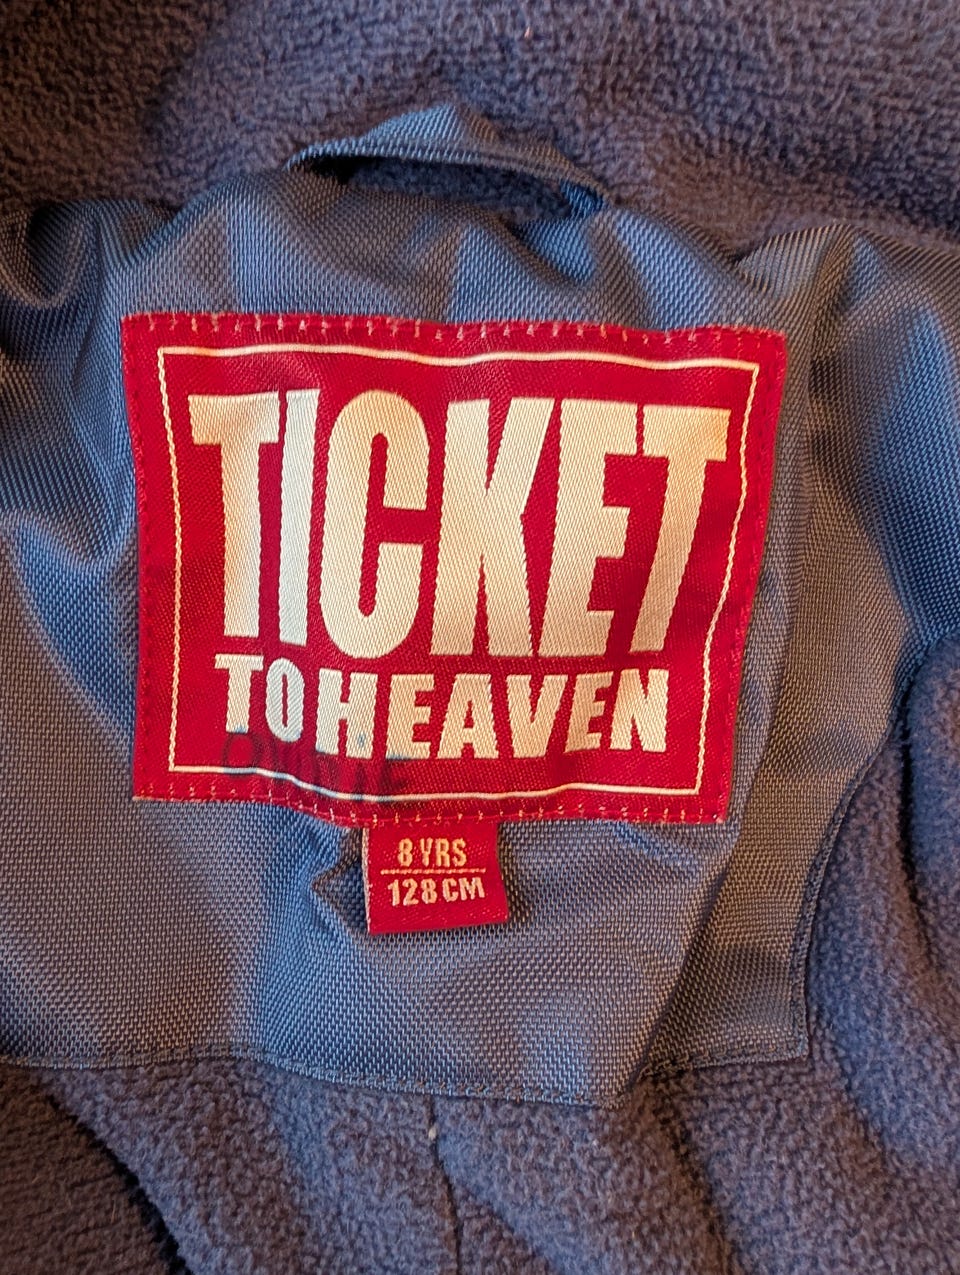 TICKET
TO HEAVEN
8 YRS
128 CM